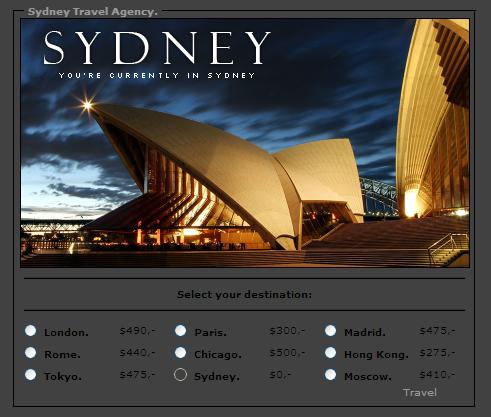 Sydney Travel Agency.
SYDNEY
YOU'RE CURRENTLY IN SYDNEY
Select your destination:
London. $490,- Paris. $300,- Madrid. $475,-
Rome. $440,- Chicago. $500,- Hong Kong. $275,-
Tokyo. $475,- Sydney. $0,- Moscow. $410,-
Travel